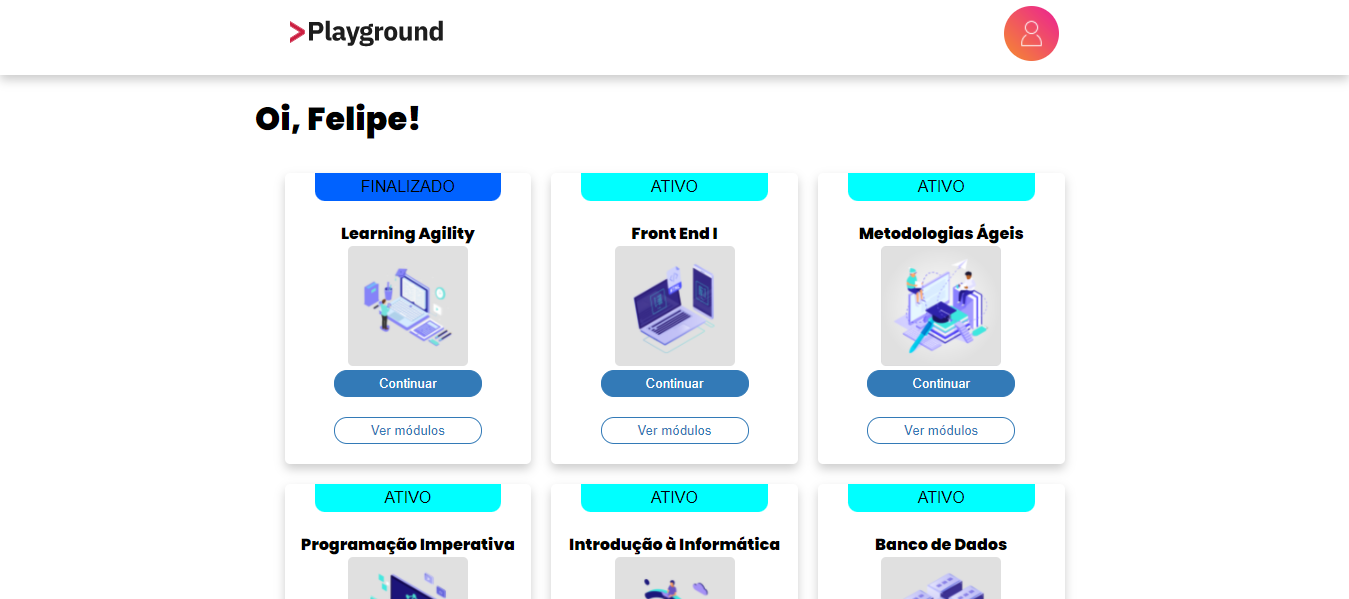 >Playground
Oi, Felipe!
FINALIZADO
ATIVO
ATIVO
Learning Agility
Front End I
Metodologias Ágeis
Continuar
Continuar
Continuar
Ver módulos
Ver módulos
Ver módulos
ATIVO
ATIVO
ATIVO
Programação Imperativa
Introdução à Informática
Banco de Dados